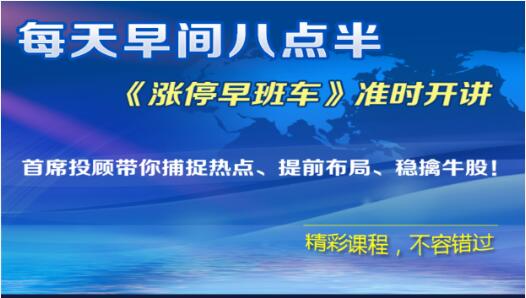 每天早间八点半
《涨停早班车》准时开讲
首席投顾带你捕捉热点、提前布局、稳擒牛股！
精彩课程，不容错过